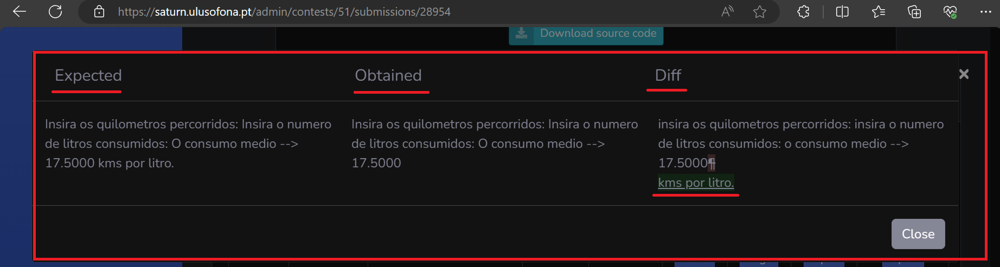 https://saturn.ulusofona.pt/admin/contests/51/submissions/28954
Download source code
Expected
Obtained
Diff
Insira os quilometros percorridos: Insira o numero
de litros consumidos: O consumo medio -->
17.5000 kms por litro.
Insira os quilometros percorridos: Insira o numero
de litros consumidos: O consumo medio -->
17.5000
insira os quilometros percorridos: insira o numero
de litros consumidos: o consumo medio -->
17.5000¶
kms por litro.
Close